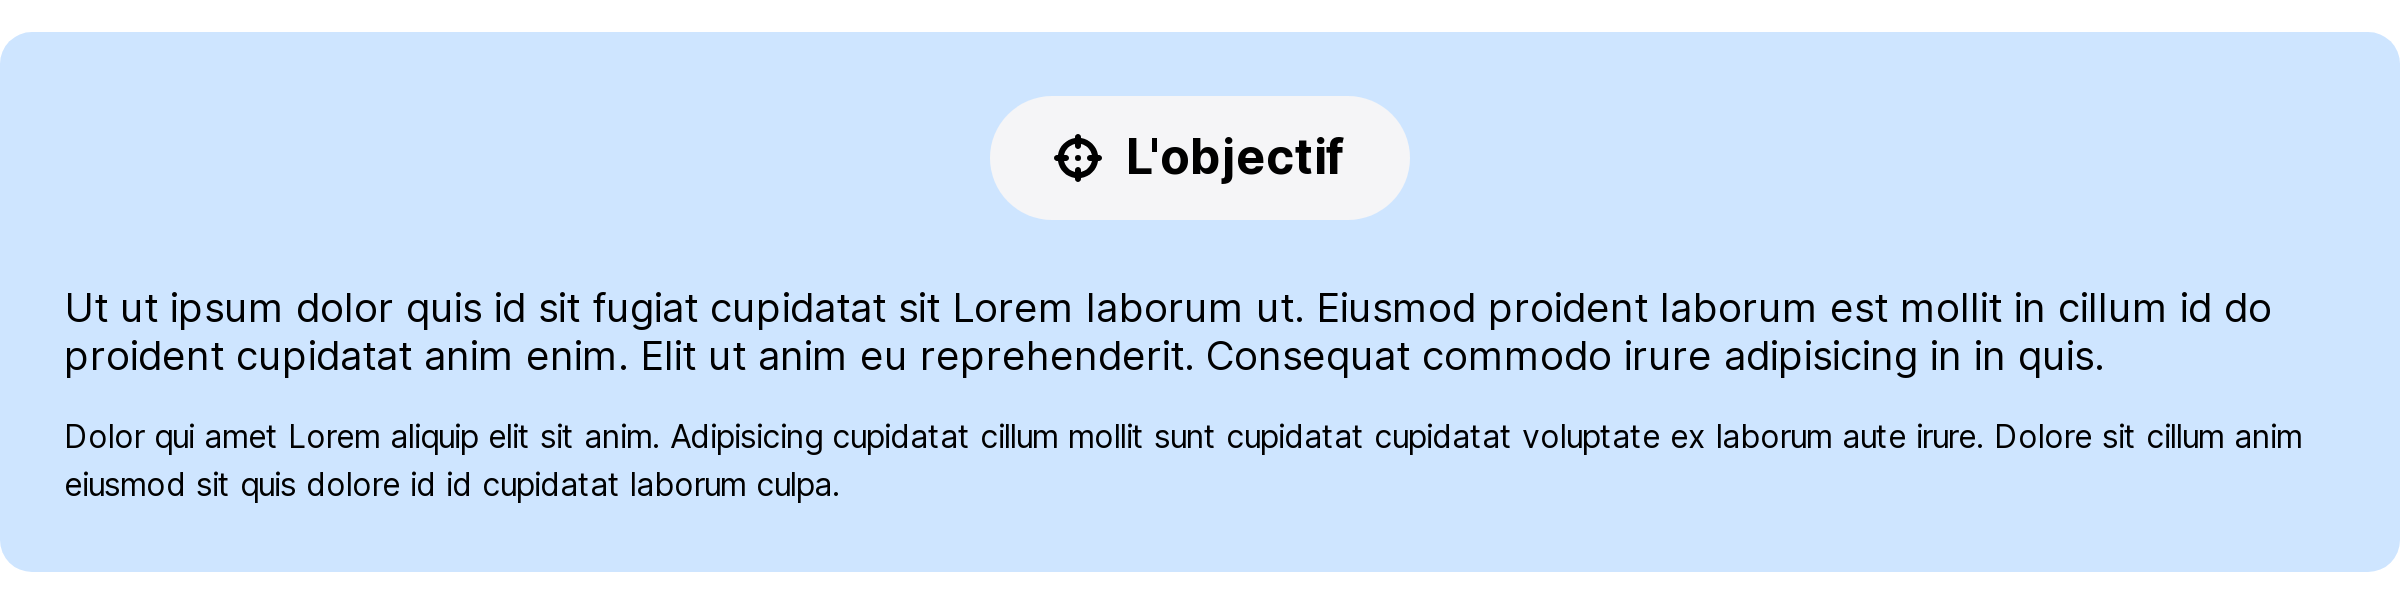 L'objectif
Ut ut ipsum dolor quis id sit fugiat cupidatat sit Lorem laborum ut. Eiusmod proident laborum est mollit in cillum id do
proident cupidatat anim enim. Elit ut anim eu reprehenderit. Consequat commodo irure adipisicing in in quis.
Dolor qui amet Lorem aliquip elit sit anim. Adipisicing cupidatat cillum mollit sunt cupidatat cupidatat voluptate ex laborum aute irure. Dolore sit cillum anim
eiusmod sit quis dolore id id cupidatat laborum culpa.